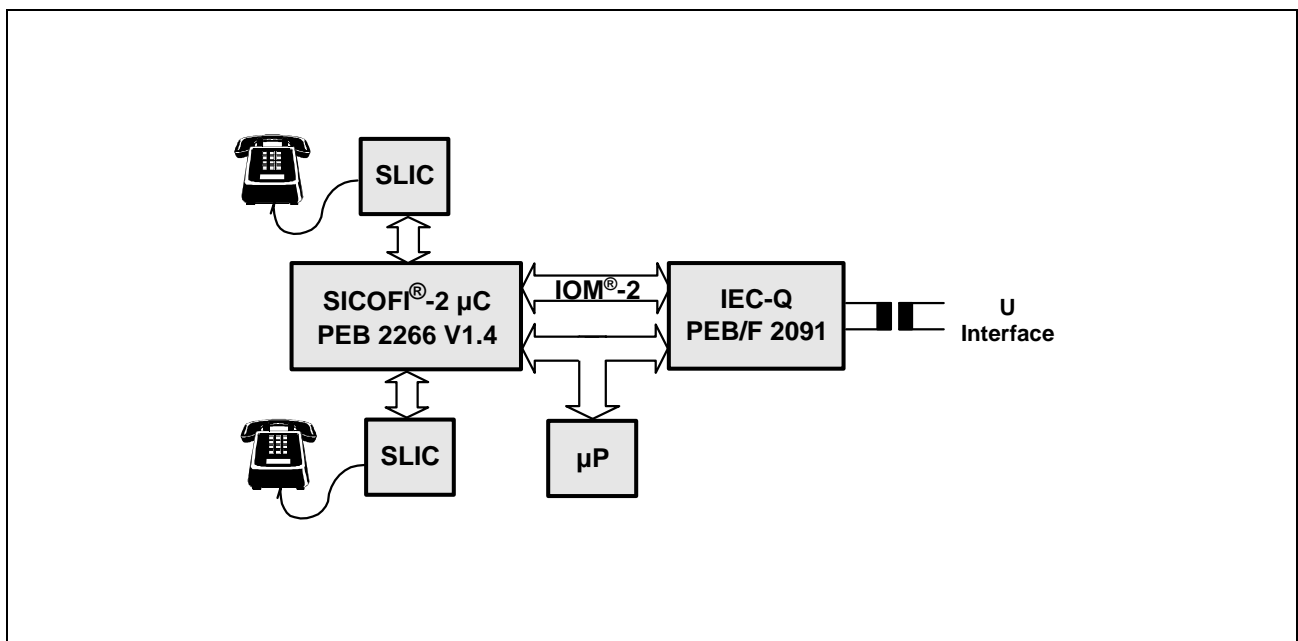 SLIC
SICOFI®-2 µC
PEB 2266 V1.4
IOM®-2
IEC-Q
PEB/F 2091
U
Interface
SLIC
µP